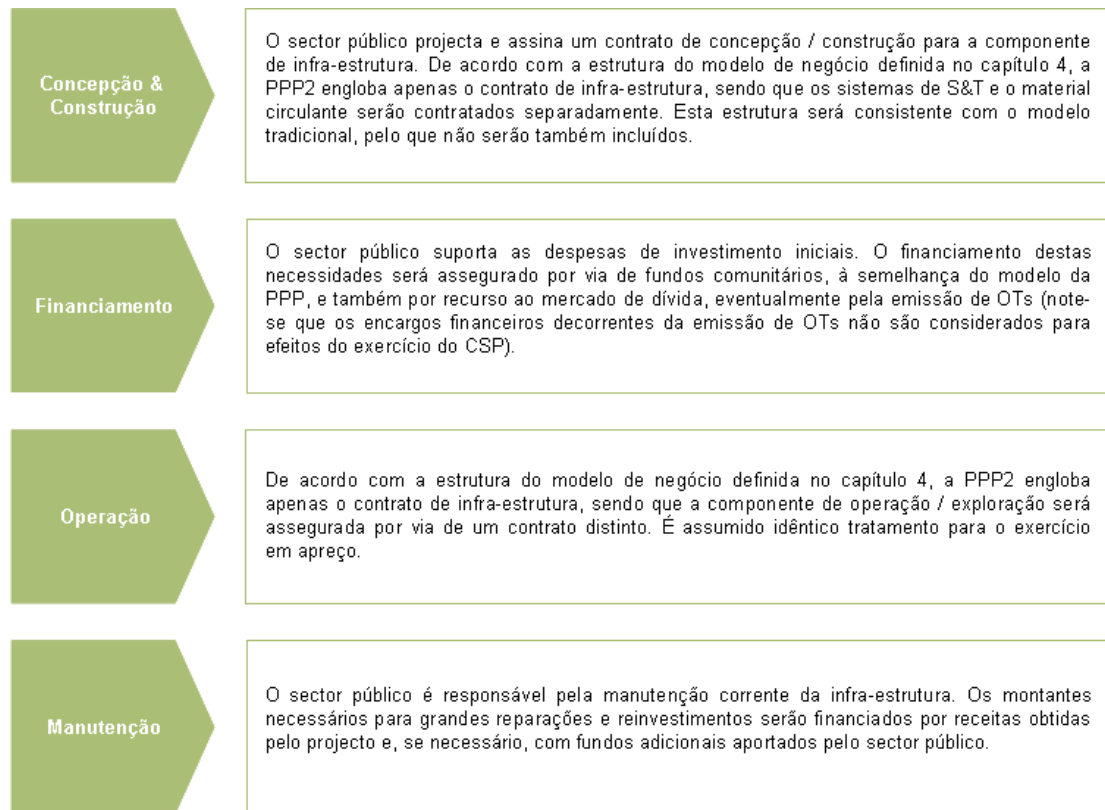 Concepção &
Construção
O sector público projecta e assina um contrato de concepção / construção para a componente
de infra-estrutura. De acordo com a estrutura do modelo de negócio definida no capítulo 4, a
PPP2 engloba apenas o contrato de infra-estrutura, sendo que os sistemas de S&T e o material
circulante serão contratados separadamente. Esta estrutura será consistente com o modelo
tradicional, pelo que não serão também incluídos.
Financiamento
O sector público suporta as despesas de investimento iniciais. O financiamento destas
necessidades será assegurado por via de fundos comunitários, à semelhança do modelo da
PPP, e também por recurso ao mercado de dívida, eventualmente pela emissão de OTs (note-
se que os encargos financeiros decorrentes da emissão de OTs não são considerados para
efeitos do exercício do CSP).
Operação
De acordo com a estrutura do modelo de negócio definida no capítulo 4, a PPP2 engloba
apenas o contrato de infra-estrutura, sendo que a componente de operação / exploração será
assegurada por via de um contrato distinto. É assumido idêntico tratamento para o exercício
em apreço.
Manutenção
O sector público é responsável pela manutenção corrente da infra-estrutura. Os montantes
necessários para grandes reparações e reinvestimentos serão financiados por receitas obtidas
pelo projecto e, se necessário, com fundos adicionais aportados pelo sector público.